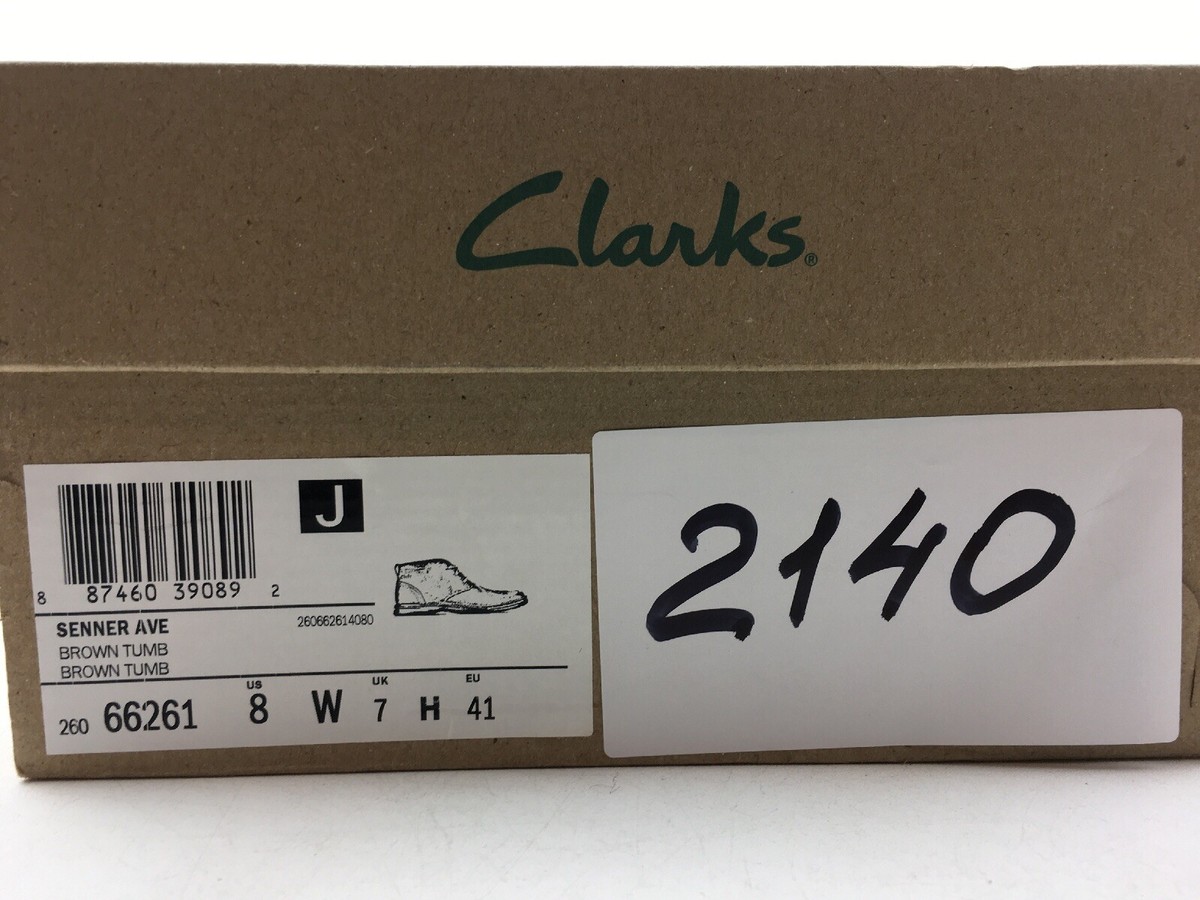 Clarks®
J
8 87460 39089 2
260662614080
SENNER AVE
BROWN TUMB
BROWN TUMB
US UK EU
260 66261 8 W 7 H 41
2140